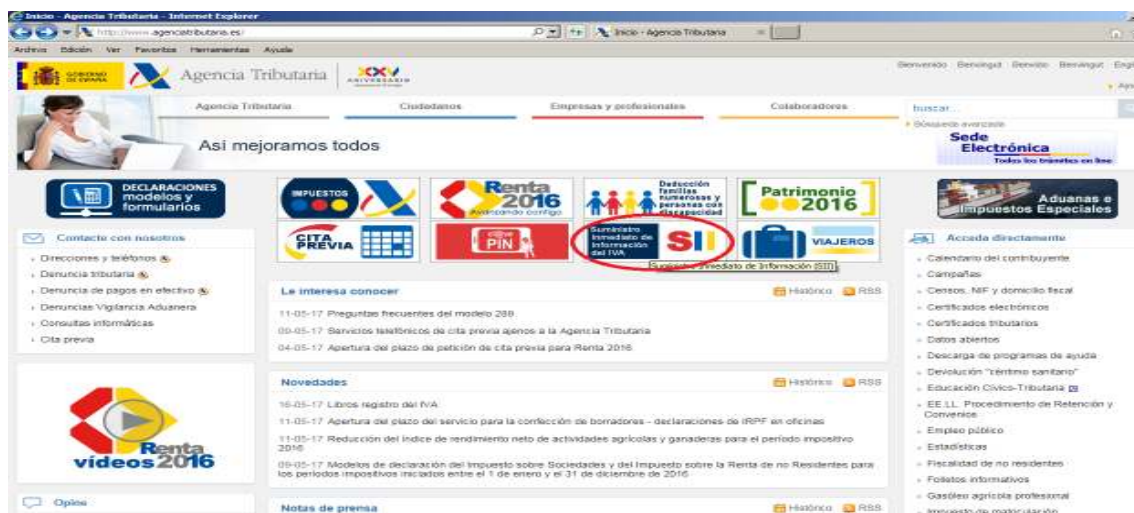 Inicio - Agencia Tributaria - Internet Explorer
http://www.agenciatributaria.es/
Inicio - Agencia Tributaria
Archivo Edición Ver Favoritos Herramientas Ayuda
GOBIERNO DE ESPAÑA
Agencia Tributaria
XXV
ANIVERSARIO
Bienvenido Benvingut Benvido Benvingut
Agencia Tributaria Ciudadanos Empresas y profesionales Colaboradores
buscar...
Búsqueda avanzada
Así mejoramos todos
Sede
Electrónica
Todos los trámites on line
DECLARACIONES
modelos y
formularios
IMPUESTOS
Renta
2016
Avanzando contigo
Deducción
familias
numerosas y
personas con
discapacidad
Patrimonio
2016
Aduanas e
Impuestos Especiales
CITA
PREVIA
PIN
Suministro
Inmediato de
Información
del IVA
SII
VIAJEROS
Suministro Inmediato de Información (SII)
Contacte con nosotros
Direcciones y teléfonos
Denuncia tributaria
Denuncia de pagos en efectivo
Denuncias Vigilancia Aduanera
Consultas informáticas
Cita previa
Renta
vídeos 2016
Opine
Le interesa conocer
Histórico RSS
11-05-17 Preguntas frecuentes del modelo 289
09-05-17 Servicios telefónicos de cita previa ajenos a la Agencia Tributaria
04-05-17 Apertura del plazo de petición de cita previa para Renta 2016
Novedades
Histórico RSS
16-05-17 Libros registro del IVA
11-05-17 Apertura del plazo del servicio para la confección de borradores - declaraciones de IRPF en oficinas
11-05-17 Reducción del índice de rendimiento neto de actividades agrícolas y ganaderas para el período impositivo
2016
09-05-17 Modelos de declaración del Impuesto sobre Sociedades y del Impuesto sobre la Renta de no Residentes para
los períodos impositivos iniciados entre el 1 de enero y el 31 de diciembre de 2016
Notas de prensa
Histórico RSS
Acceda directamente
Calendario del contribuyente
Campañas
Censos, NIF y domicilio fiscal
Certificados electrónicos
Certificados tributarios
Datos abiertos
Descarga de programas de ayuda
Devolución "céntimo sanitario"
Educación Cívico-Tributaria
EE.LL. Procedimiento de Retención y
Convenios
Empleo público
Estadísticas
Fiscalidad de no residentes
Folletos informativos
Gasóleo agrícola profesional
Impuesto de matriculación